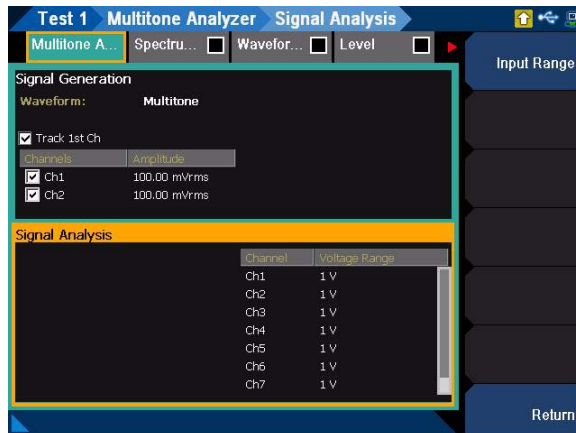 Test 1 Multitone Analyzer Signal Analysis
Multitone A... Spectru... Wavefor... Level
Input Range
Signal Generation
Waveform: Multitone
Track 1st Ch
Channels Amplitude
Ch1 100.00 mVrms
Ch2 100.00 mVrms
Signal Analysis
Channel Voltage Range
Ch1 1 V
Ch2 1 V
Ch3 1 V
Ch4 1 V
Ch5 1 V
Ch6 1 V
Ch7 1 V
Return